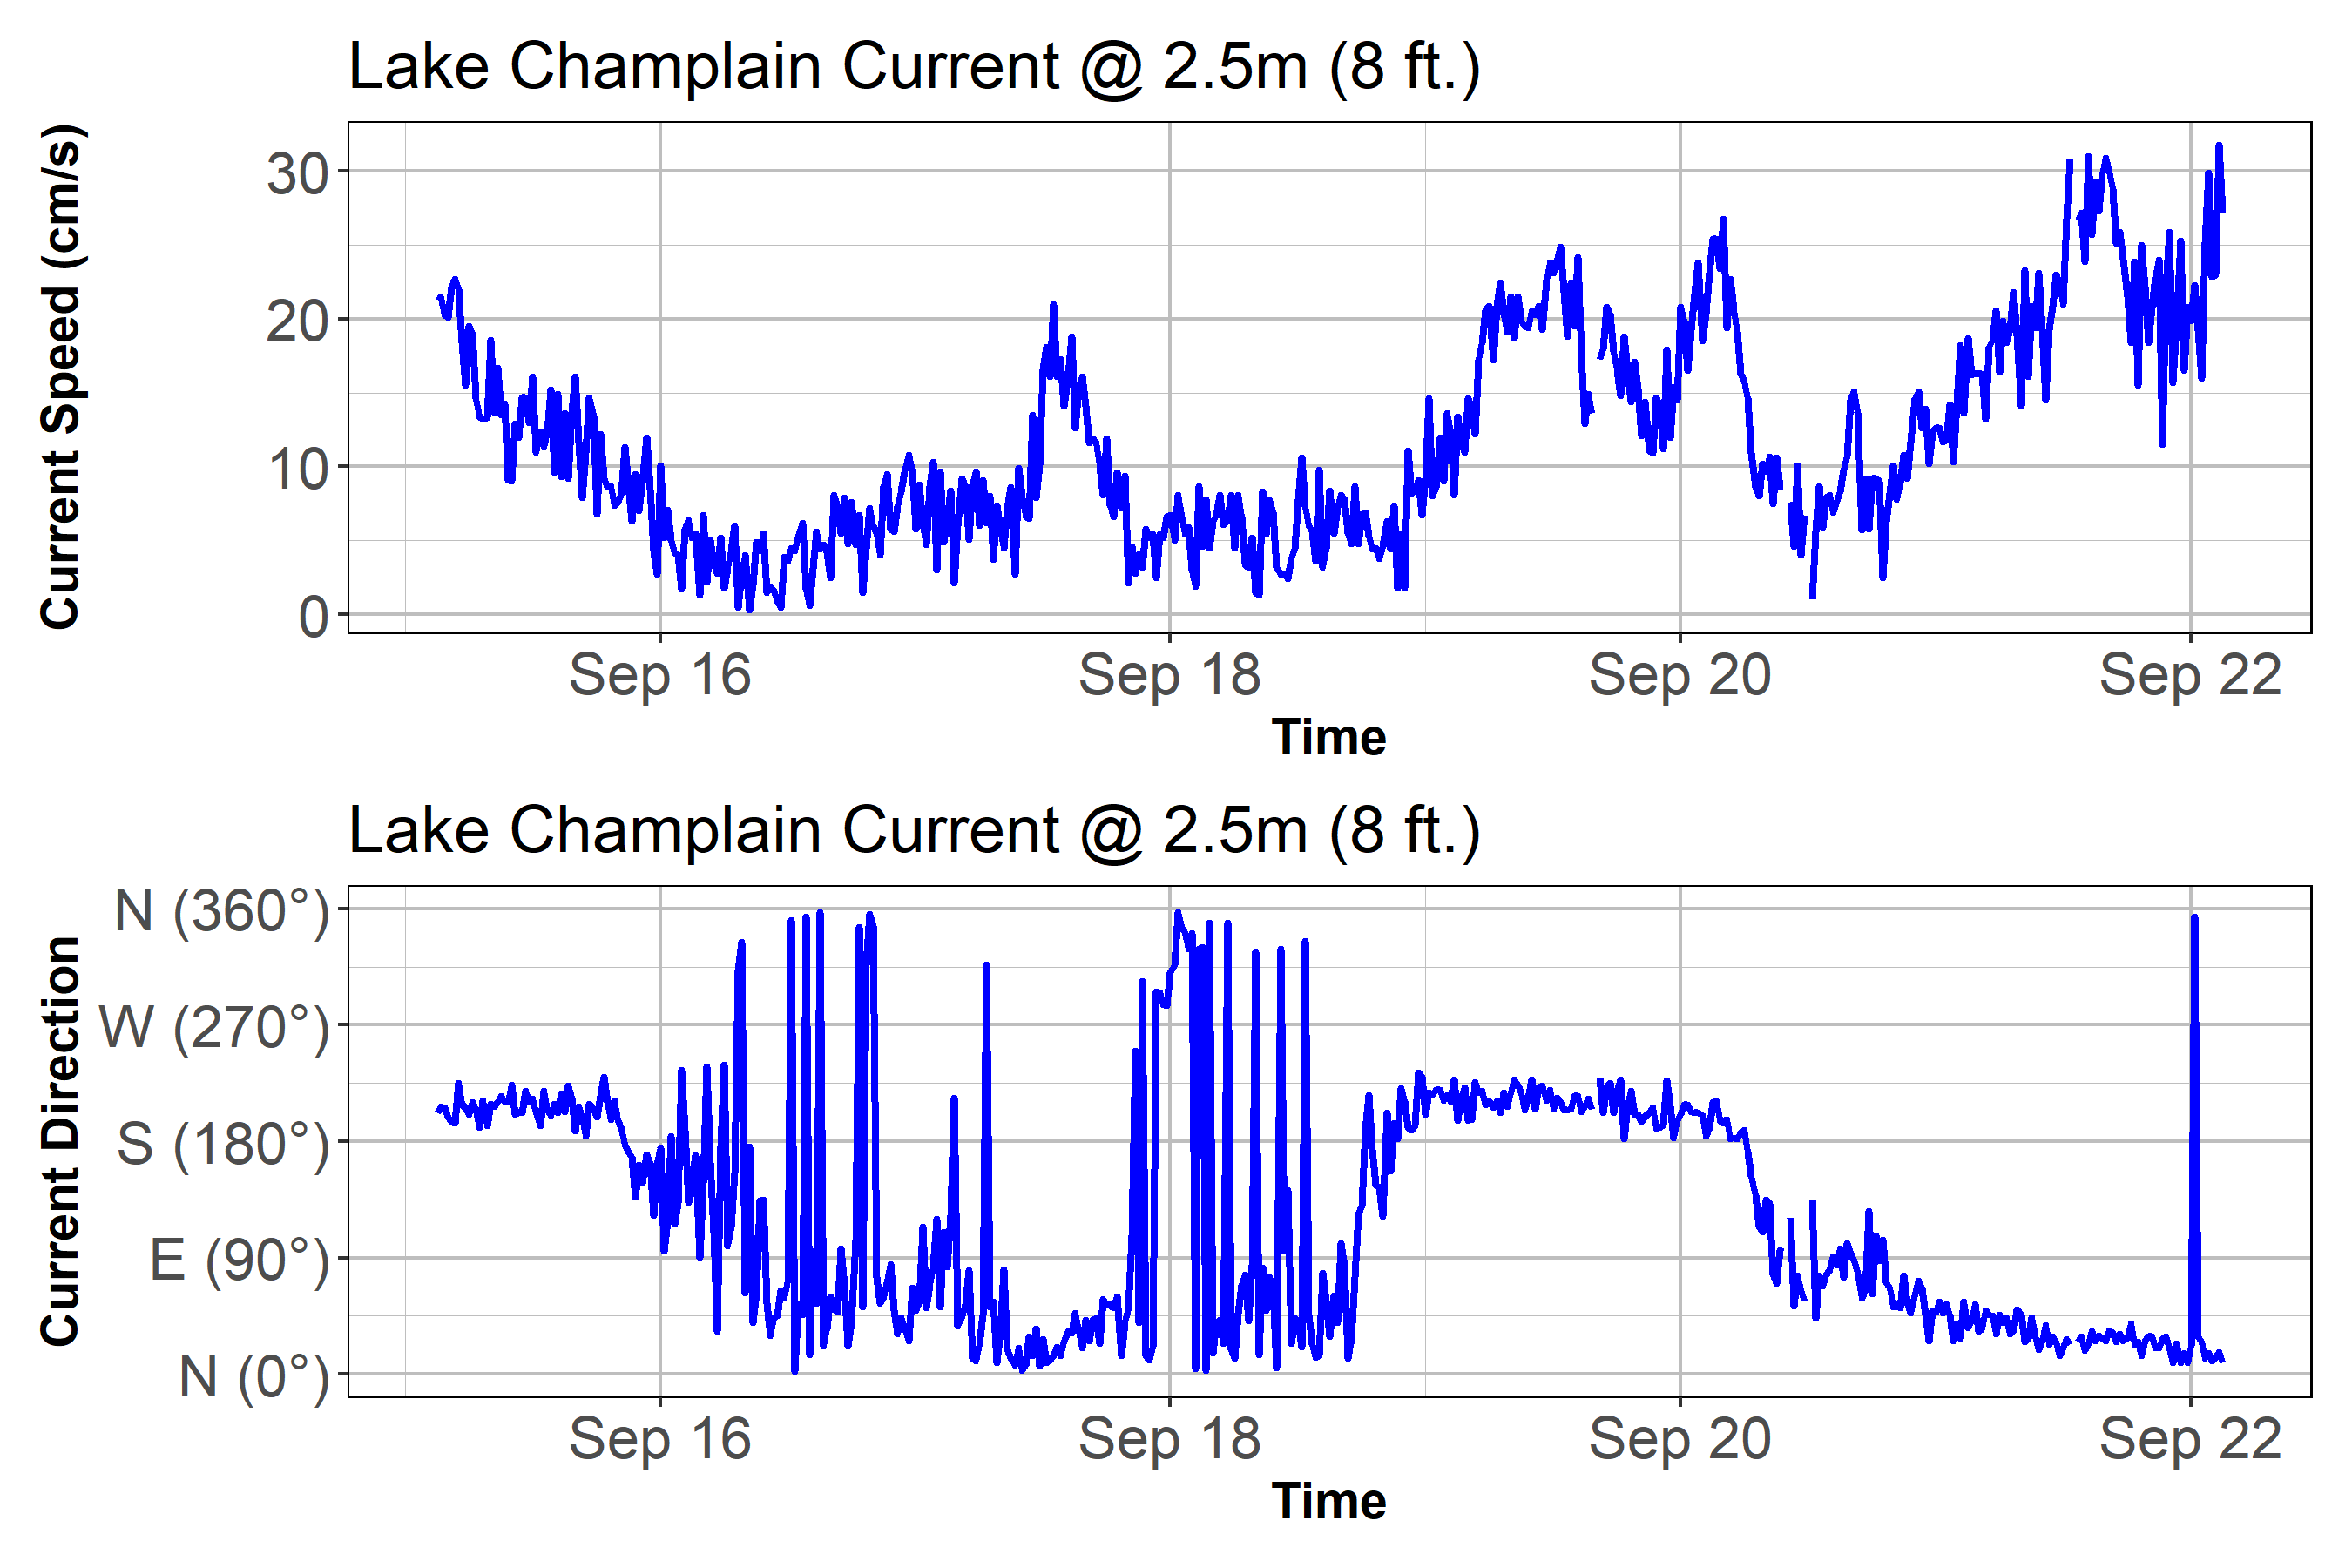 Lake Champlain Current @ 2.5m (8 ft.)
Current Speed (cm/s)
30
20
10
0
Sep 16 Sep 18 Sep 20 Sep 22
Time
Lake Champlain Current @ 2.5m (8 ft.)
Current Direction
N (360°)
W (270°)
S (180°)
E (90°)
N (0°)
Sep 16 Sep 18 Sep 20 Sep 22
Time